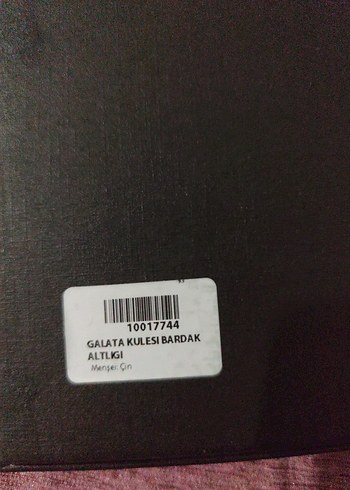 10017744
GALATA KULESI BARDAK
ALTLIGI
Menşei: Çin